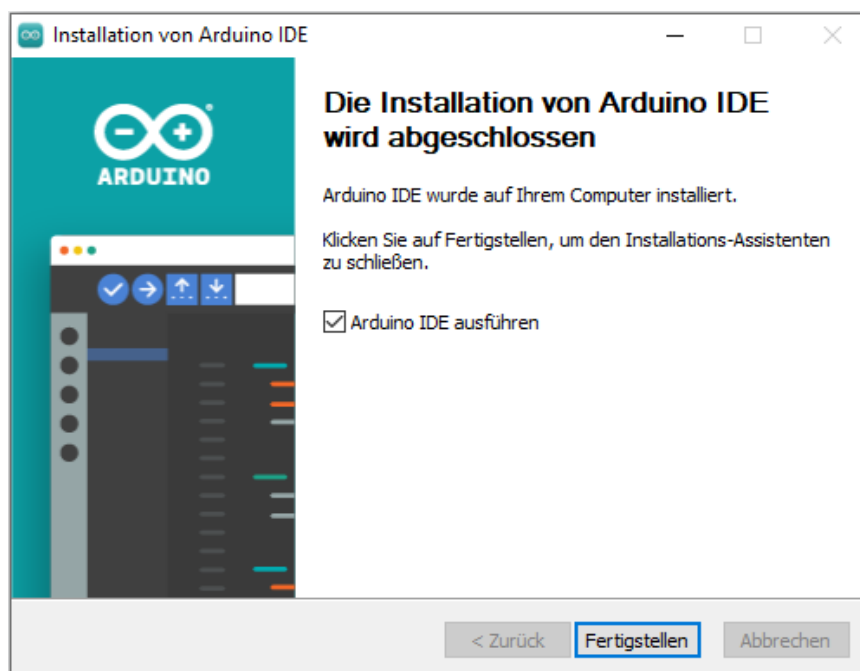 Installation von Arduino IDE
ARDUINO
Die Installation von Arduino IDE
wird abgeschlossen
Arduino IDE wurde auf Ihrem Computer installiert.
Klicken Sie auf Fertigstellen, um den Installations-Assistenten
zu schließen.
Arduino IDE ausführen
< Zurück
Fertigstellen
Abbrechen